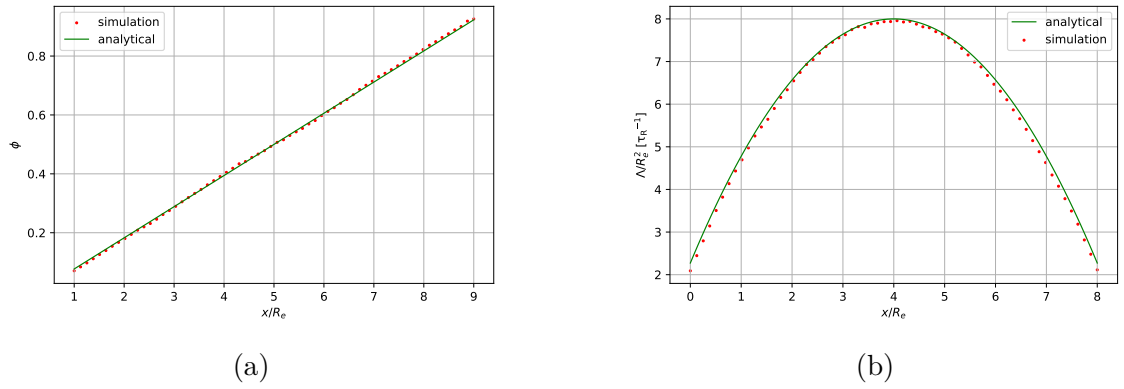 simulation
analytical
0.8
0.6
0.4
0.2
ϕ
1 2 3 4 5 6 7 8 9
x/Rₑ
(a)
analytical
simulation
8
7
6
5
4
3
2
Λ/Rₑ² [τ_R⁻¹]
0 1 2 3 4 5 6 7 8
x/Rₑ
(b)